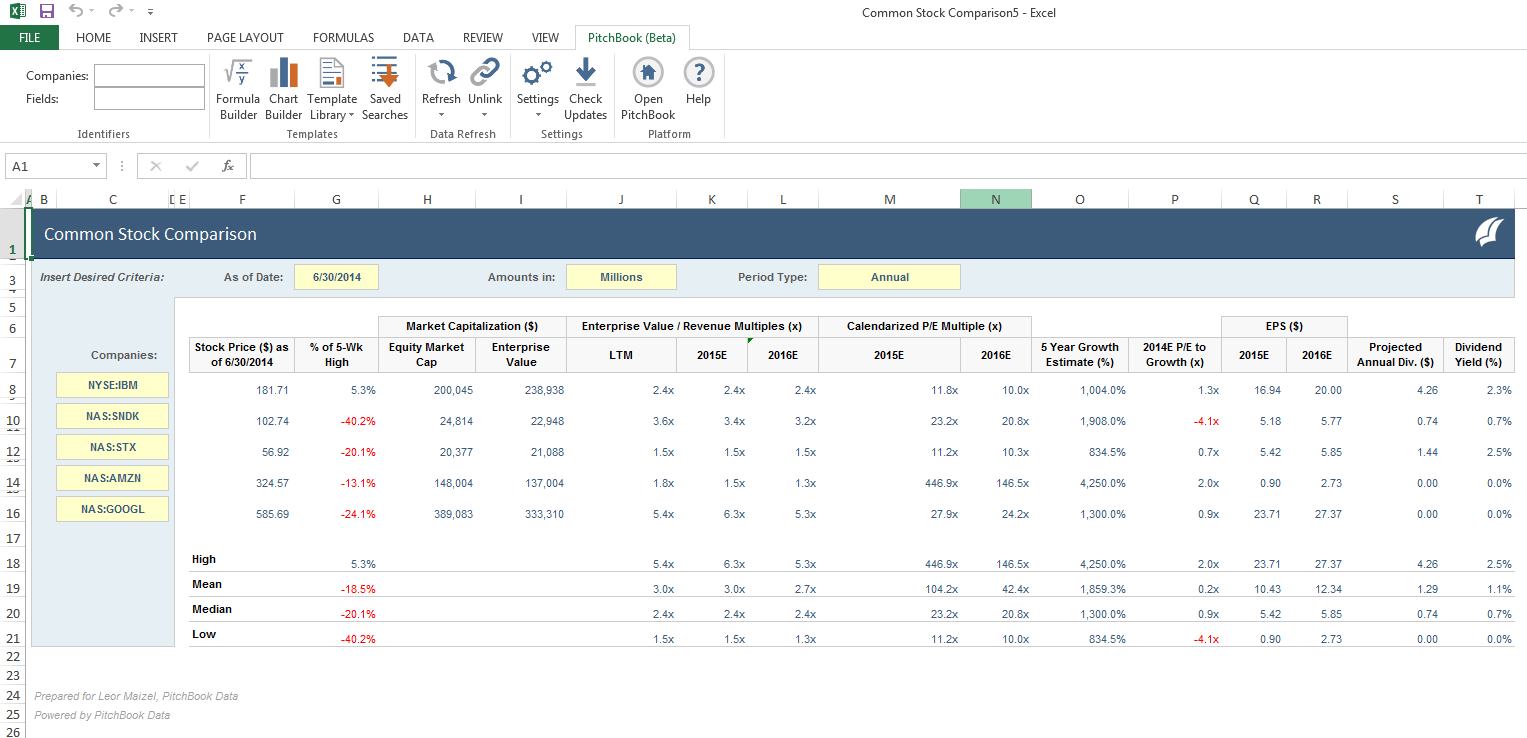 Common Stock Comparison5 - Excel
FILE HOME INSERT PAGE LAYOUT FORMULAS DATA REVIEW VIEW PitchBook (Beta)
Companies:
Fields:
Identifiers
Formula Builder
Chart Builder
Template Library
Saved Searches
Templates
Refresh
Unlink
Data Refresh
Settings
Check Updates
Settings
Open PitchBook
Help
Platform
A1 fx
A B C D E F G H I J K L M N O P Q R S T
1 Common Stock Comparison
3 Insert Desired Criteria: As of Date: 6/30/2014 Amounts in: Millions Period Type: Annual
4
5
6 Market Capitalization ($) Enterprise Value / Revenue Multiples (x) Calendarized P/E Multiple (x) EPS ($)
7 Companies: Stock Price ($) as of 6/30/2014 % of 5-Wk High Equity Market Cap Enterprise Value LTM 2015E 2016E 2015E 2016E 5 Year Growth Estimate (%) 2014E P/E to Growth (x) 2015E 2016E Projected Annual Div. ($) Dividend Yield (%)
8 NYSE:IBM 181.71 5.3% 200,045 238,938 2.4x 2.4x 2.4x 11.8x 10.0x 1,004.0% 1.3x 16.94 20.00 4.26 2.3%
10 NAS:SNDK 102.74 -40.2% 24,814 22,948 3.6x 3.4x 3.2x 23.2x 20.8x 1,908.0% -4.1x 5.18 5.77 0.74 0.7%
12 NAS:STX 56.92 -20.1% 20,377 21,088 1.5x 1.5x 1.5x 11.2x 10.3x 834.5% 0.7x 5.42 5.85 1.44 2.5%
14 NAS:AMZN 324.57 -13.1% 148,004 137,004 1.8x 1.5x 1.3x 446.9x 146.5x 4,250.0% 2.0x 0.90 2.73 0.00 0.0%
16 NAS:GOOGL 585.69 -24.1% 389,083 333,310 5.4x 6.3x 5.3x 27.9x 24.2x 1,300.0% 0.9x 23.71 27.37 0.00 0.0%
17
18 High 5.3% 5.4x 6.3x 5.3x 446.9x 146.5x 4,250.0% 2.0x 23.71 27.37 4.26 2.5%
19 Mean -18.5% 3.0x 3.0x 2.7x 104.2x 42.4x 1,859.3% 0.2x 10.43 12.34 1.29 1.1%
20 Median -20.1% 2.4x 2.4x 2.4x 23.2x 20.8x 1,300.0% 0.9x 5.42 5.85 0.74 0.7%
21 Low -40.2% 1.5x 1.5x 1.3x 11.2x 10.0x 834.5% -4.1x 0.90 2.73 0.00 0.0%
22
23
24 Prepared for Leor Maizel, PitchBook Data
25 Powered by PitchBook Data
26